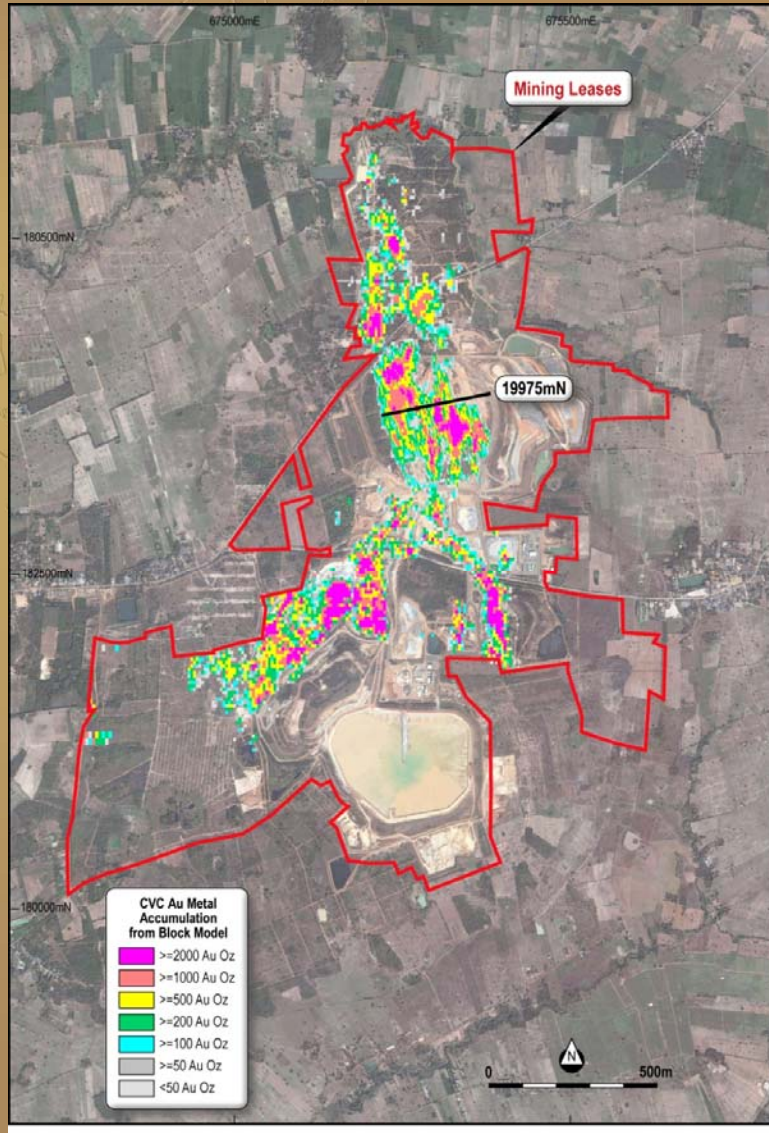 675000mE
675500mE
Mining Leases
180500mN
19975mN
182500mN
180000mN
CVC Au Metal
Accumulation
from Block Model
>=2000 Au Oz
>=1000 Au Oz
>=500 Au Oz
>=200 Au Oz
>=100 Au Oz
>=50 Au Oz
<50 Au Oz
N
0 500m